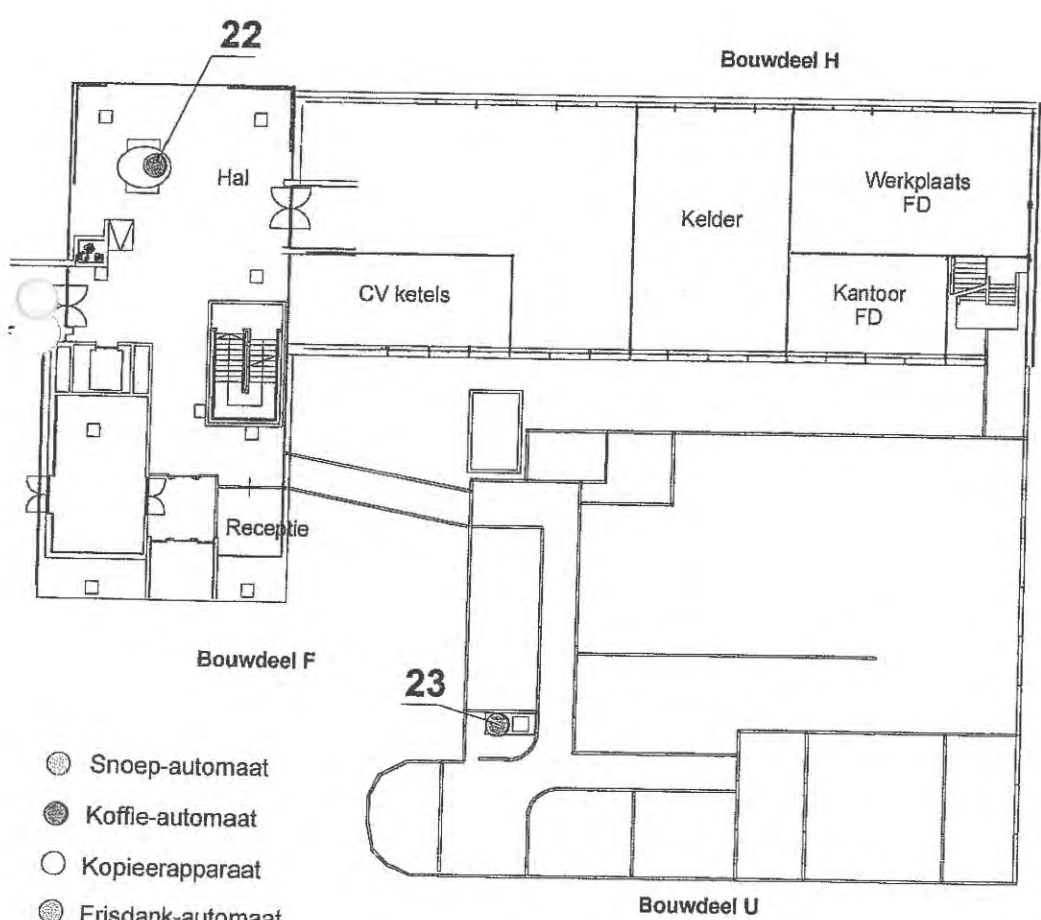 22
Bouwdeel H
Hal
Kelder
Werkplaats
FD
CV ketels
Kantoor
FD
Receptie
Bouwdeel F
23
Snoep-automaat
Koffie-automaat
Kopieerapparaat
Frisdank-automaat
Bouwdeel U